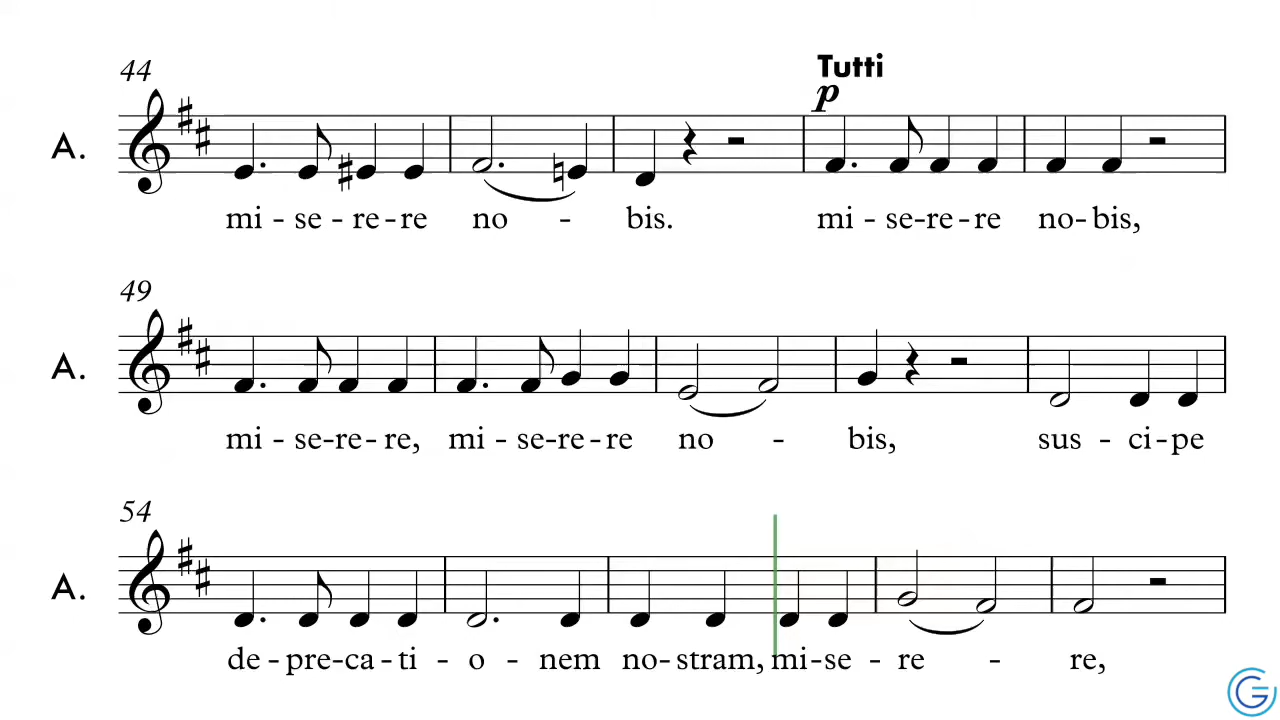 44
Tutti
p
A.
mi - se - re - re no - bis. mi - se - re - re no - bis,
49
A.
mi - se - re - re, mi - se - re - re no - bis, sus - ci - pe
54
A.
de - pre - ca - ti - o - nem no - stram, mi - se - re - re,